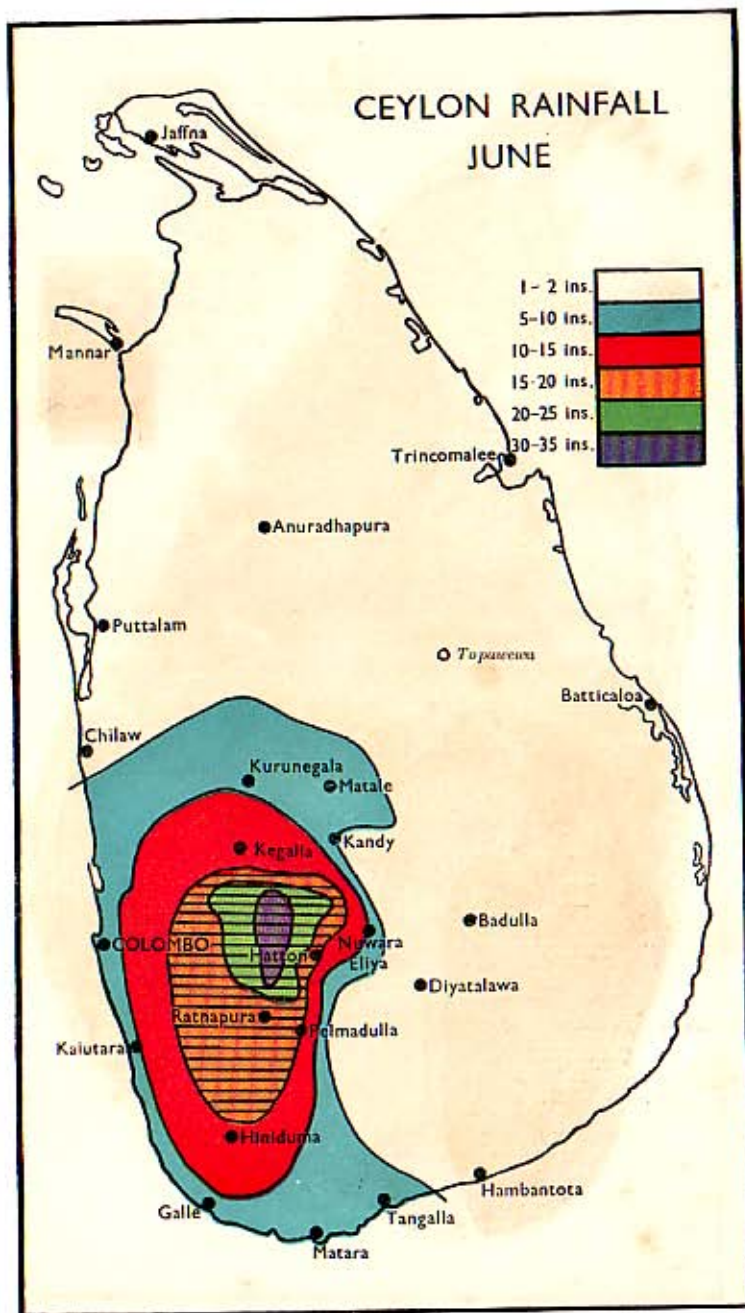 CEYLON RAINFALL
JUNE
Jaffna
1-2 ins.
5-10 ins.
10-15 ins.
15-20 ins.
20-25 ins.
30-35 ins.
Mannar
Trincomalee
Anuradhapura
Puttalam
Topawewa
Batticaloa
Chilaw
Kurunegala
Matale
Kandy
Kegalla
Badulla
COLOMBO
Nuwara
Eliya
Hatton
Diyatalawa
Ratnapura
Pelmadulla
Kaiutara
Hiniduma
Hambantota
Galle
Tangalla
Matara